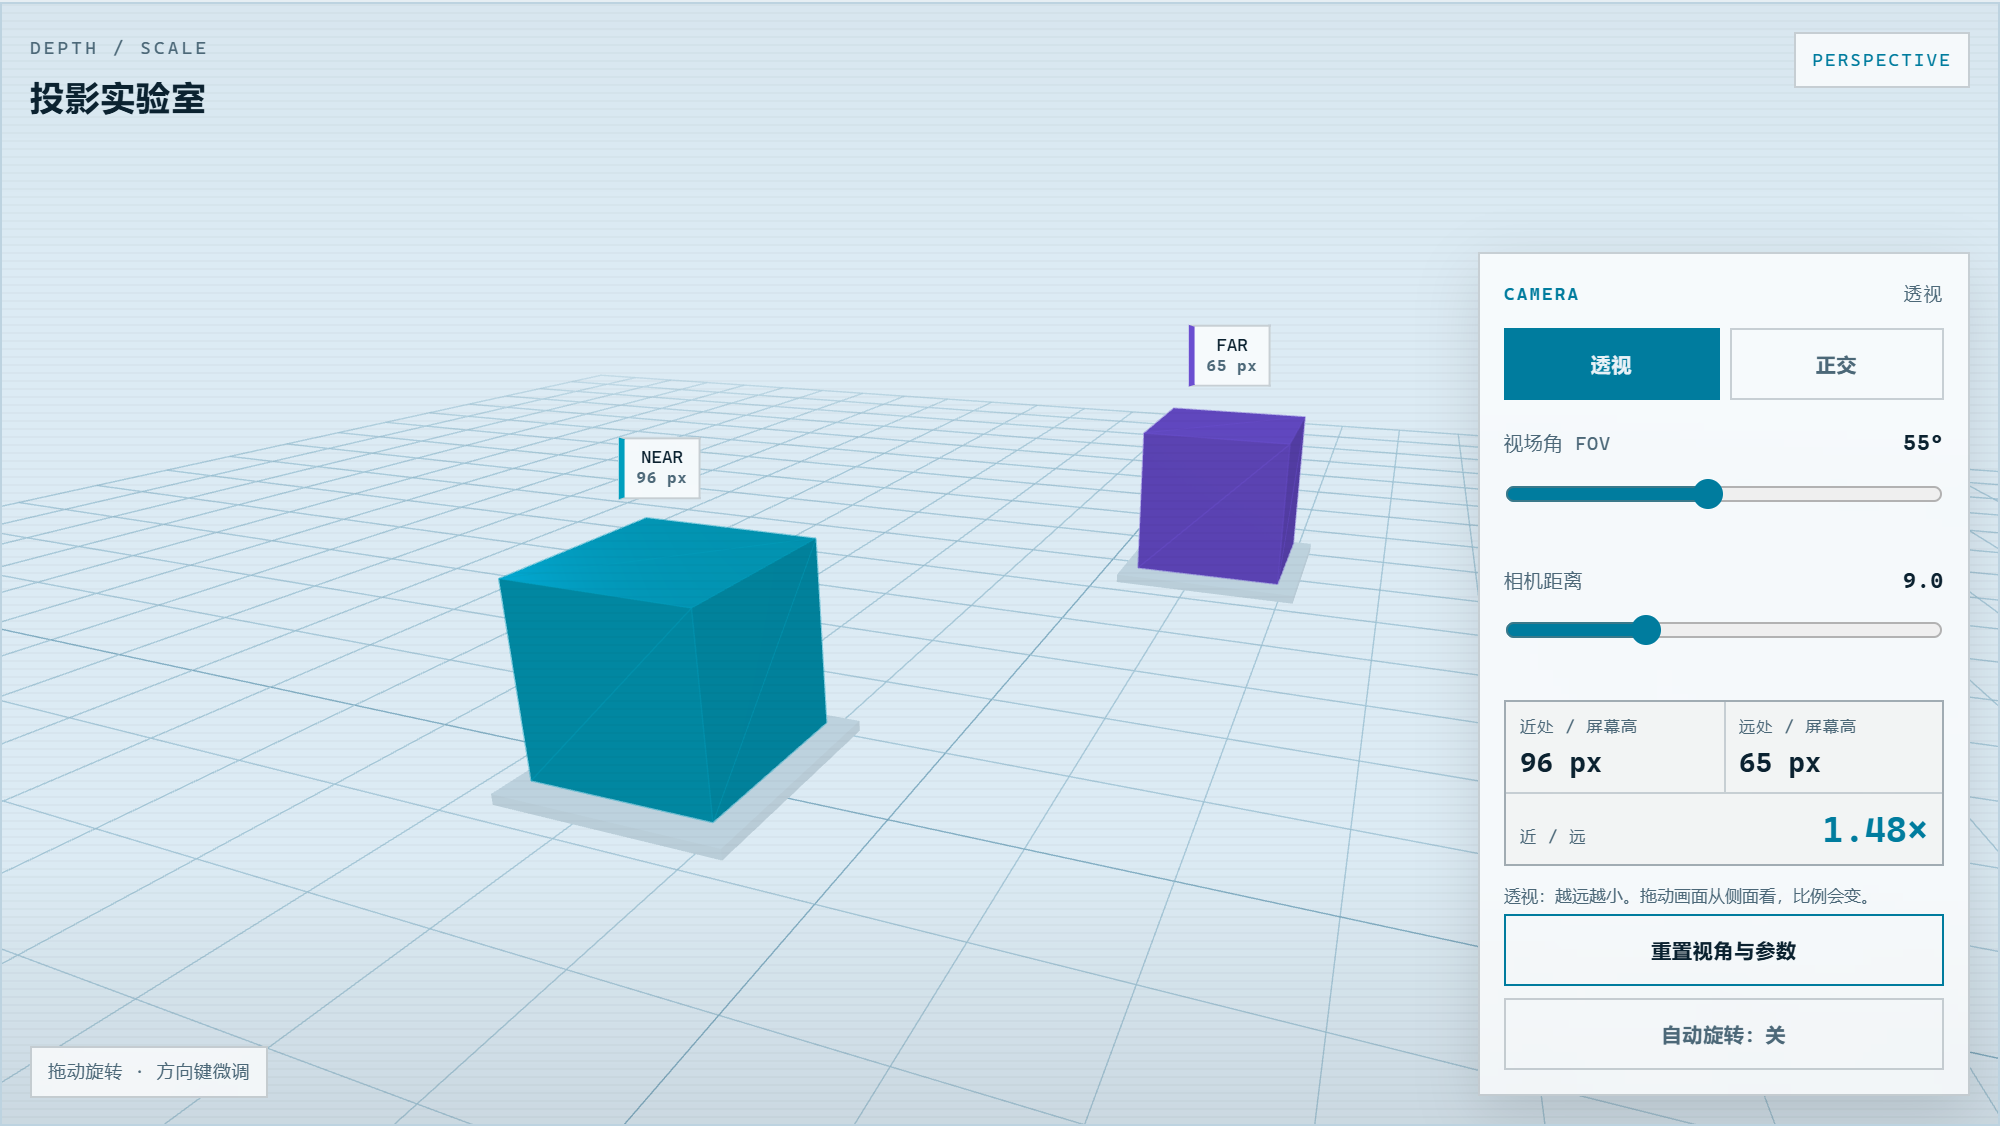 DEPTH / SCALE
投影实验室
PERSPECTIVE
FAR
65 px
NEAR
96 px
CAMERA
透视
透视
正交
视场角 FOV
55°
相机距离
9.0
近处 / 屏幕高
96 px
远处 / 屏幕高
65 px
近 / 远
1.48×
透视：越远越小。拖动画面从侧面看，比例会变。
重置视角与参数
自动旋转：关
拖动旋转 · 方向键微调